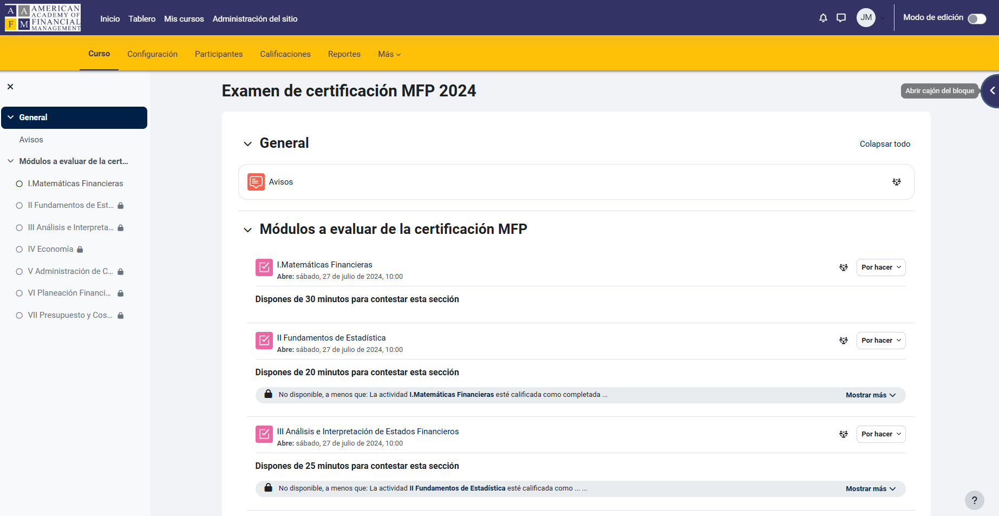 A A F M AMERICAN ACADEMY OF FINANCIAL MANAGEMENT
Inicio Tablero Mis cursos Administración del sitio JM Modo de edición
Curso Configuración Participantes Calificaciones Reportes Más
Examen de certificación MFP 2024
Abrir cajón del bloque
General
Avisos
Módulos a evaluar de la cert...
I.Matemáticas Financieras
II Fundamentos de Est...
III Análisis e Interpreta...
IV Economía
V Administración de C...
VI Planeación Financi...
VII Presupuesto y Cos...
General
Colapsar todo
Avisos
Módulos a evaluar de la certificación MFP
I.Matemáticas Financieras
Abre: sábado, 27 de julio de 2024, 10:00
Por hacer
Dispones de 30 minutos para contestar esta sección
II Fundamentos de Estadística
Abre: sábado, 27 de julio de 2024, 10:00
Por hacer
Dispones de 20 minutos para contestar esta sección
No disponible, a menos que: La actividad I.Matemáticas Financieras esté calificada como completada ...
Mostrar más
III Análisis e Interpretación de Estados Financieros
Abre: sábado, 27 de julio de 2024, 10:00
Por hacer
Dispones de 25 minutos para contestar esta sección
No disponible, a menos que: La actividad II Fundamentos de Estadística esté calificada como ... ...
Mostrar más
?